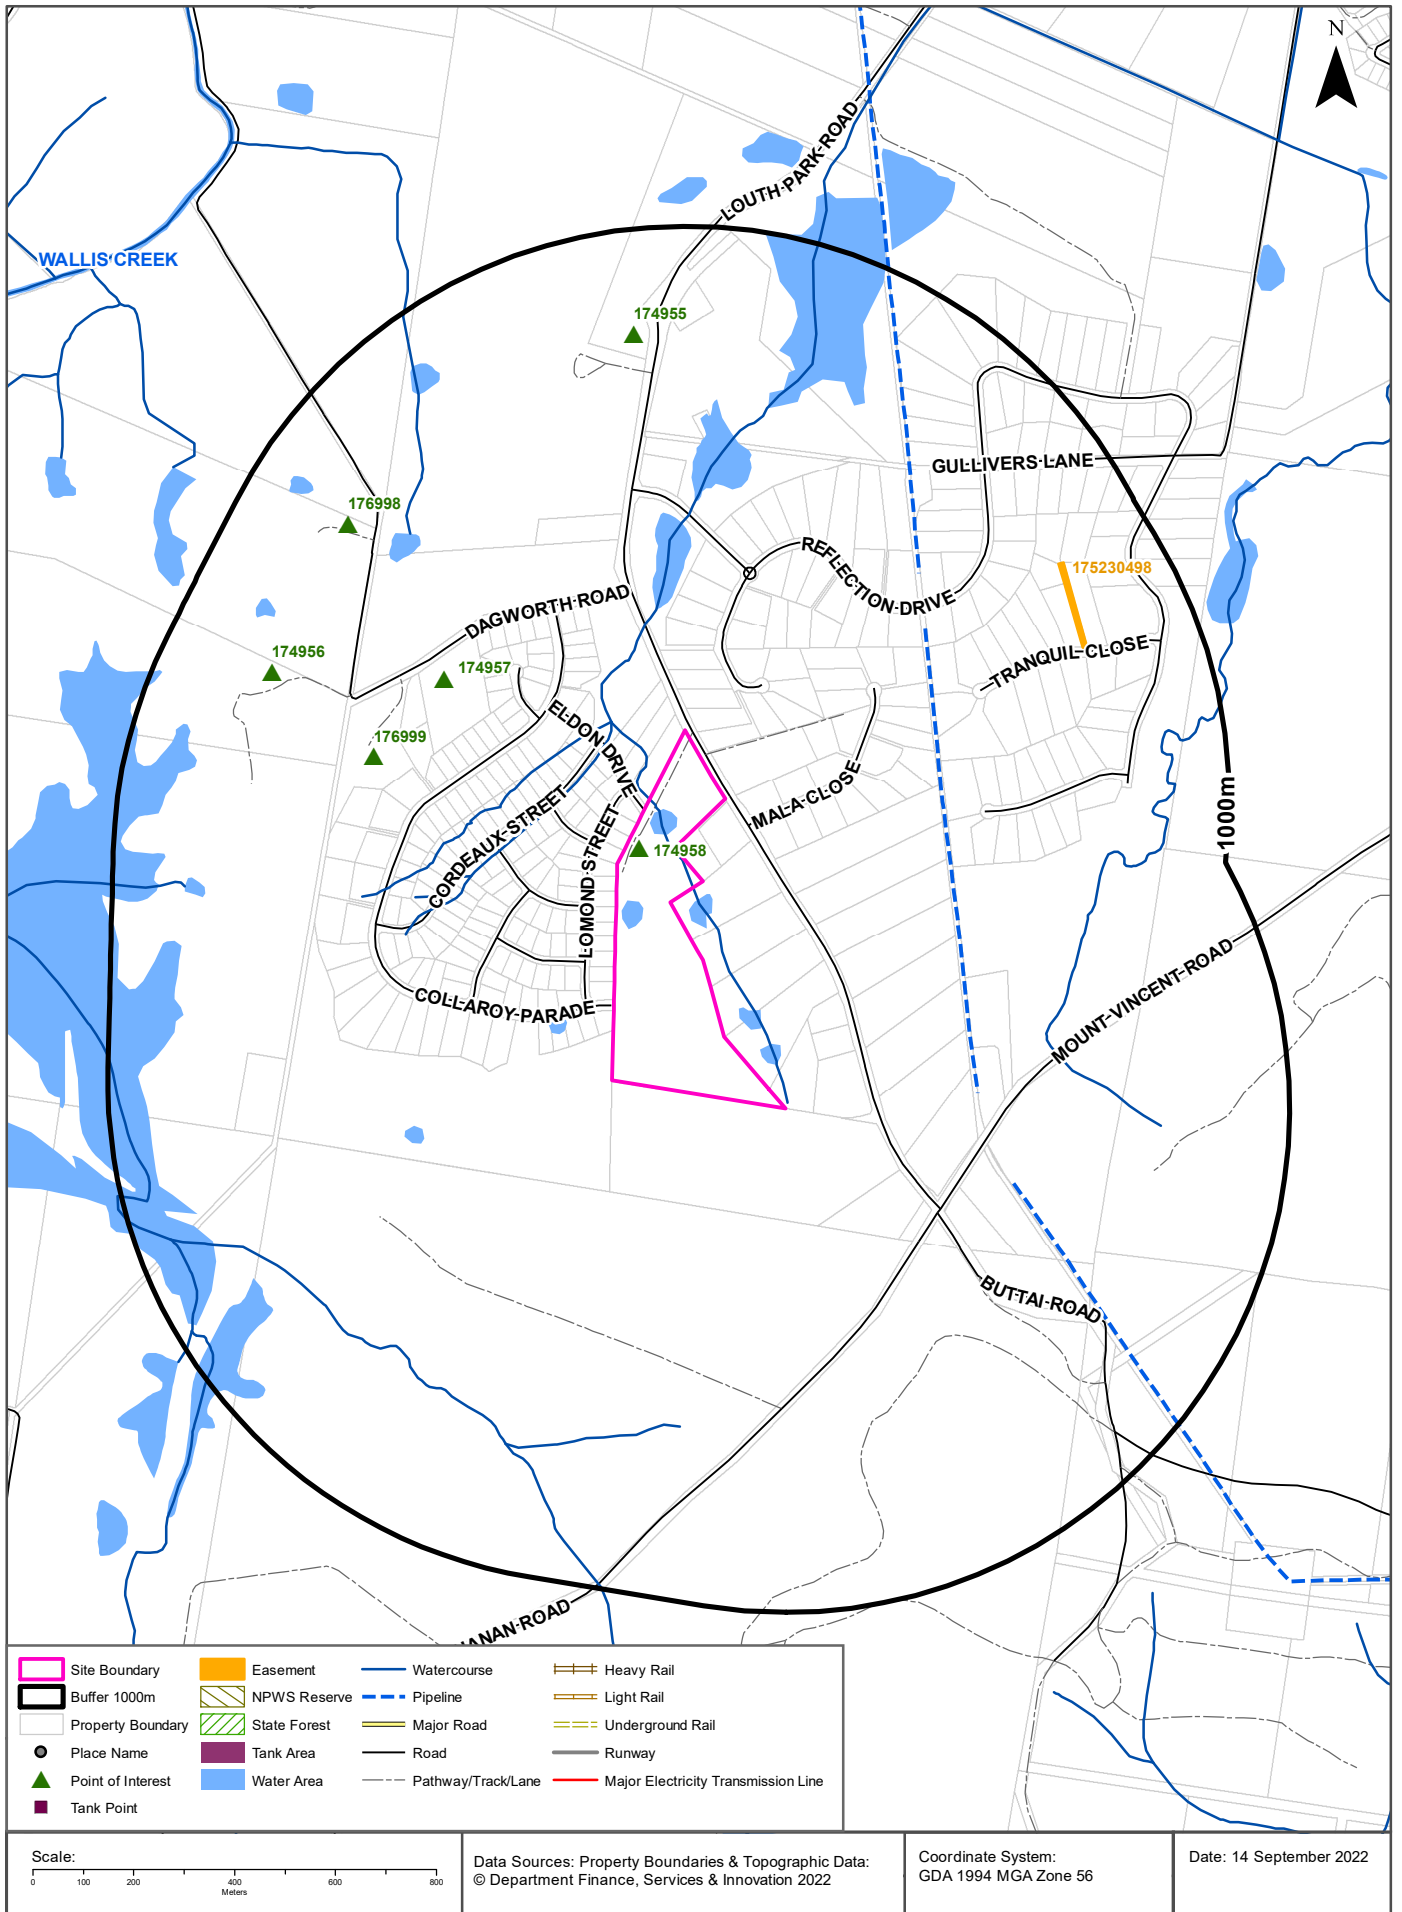 N
LOUTH PARK ROAD
WALLIS CREEK
174955
GULLIVERS LANE
176998
REFLECTION DRIVE
175230498
DAGWORTH ROAD
174956
174957
TRANQUIL CLOSE
176999
ELDON DRIVE
MALA CLOSE
1000m
CORDEAUX STREET
LOMOND STREET
174958
MOUNT VINCENT ROAD
COLLAROY PARADE
BUTTAI ROAD
ANAN ROAD
Site Boundary
Buffer 1000m
Property Boundary
Place Name
Point of Interest
Tank Point
Easement
NPWS Reserve
State Forest
Tank Area
Water Area
Watercourse
Pipeline
Major Road
Road
Pathway/Track/Lane
Heavy Rail
Light Rail
Underground Rail
Runway
Major Electricity Transmission Line
Scale:
0 100 200 400 600 800
Meters
Data Sources: Property Boundaries & Topographic Data:
© Department Finance, Services & Innovation 2022
Coordinate System:
GDA 1994 MGA Zone 56
Date: 14 September 2022